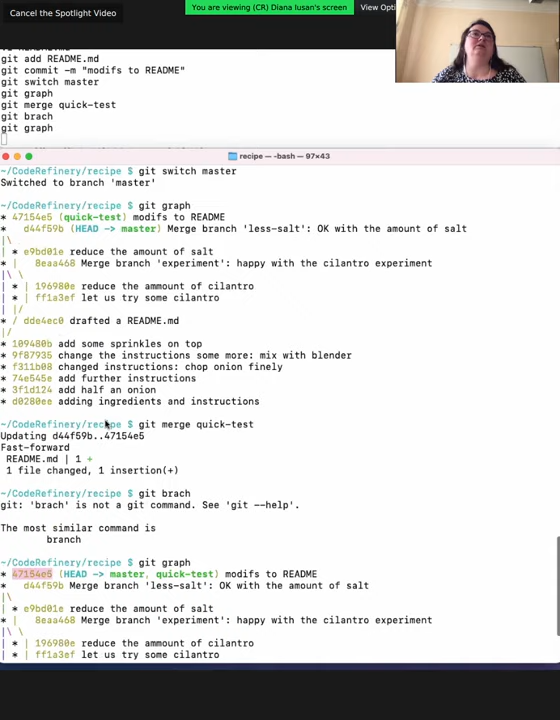 Cancel the Spotlight Video
You are viewing (CR) Diana Iusan's screen
View Opti
git add README.md
git commit -m "modifs to README"
git switch master
git graph
git merge quick-test
git brach
git graph
recipe — -bash — 97×43
~/CodeRefinery/recipe $ git switch master
Switched to branch 'master'
~/CodeRefinery/recipe $ git graph
* 47154e5 (quick-test) modifs to README
*   d44f59b (HEAD -> master) Merge branch 'less-salt': OK with the amount of salt
|\
| * e9bd01e reduce the amount of salt
* |   8eaa468 Merge branch 'experiment': happy with the cilantro experiment
|\ \
| * | 196980e reduce the ammount of cilantro
| * | ff1a3ef let us try some cilantro
| |/
* / dde4ec0 drafted a README.md
|/
* 109480b add some sprinkles on top
* 9f87935 change the instructions some more: mix with blender
* f311b08 changed instructions: chop onion finely
* 74e545e add further instructions
* 3f1d124 add half an onion
* d0280ee adding ingredients and instructions
~/CodeRefinery/recipe $ git merge quick-test
Updating d44f59b..47154e5
Fast-forward
README.md | 1 +
1 file changed, 1 insertion(+)
~/CodeRefinery/recipe $ git brach
git: 'brach' is not a git command. See 'git --help'.
The most similar command is
branch
~/CodeRefinery/recipe $ git graph
* 47154e5 (HEAD -> master, quick-test) modifs to README
*   d44f59b Merge branch 'less-salt': OK with the amount of salt
|\
| * e9bd01e reduce the amount of salt
* |   8eaa468 Merge branch 'experiment': happy with the cilantro experiment
|\ \
| * | 196980e reduce the ammount of cilantro
| * | ff1a3ef let us try some cilantro